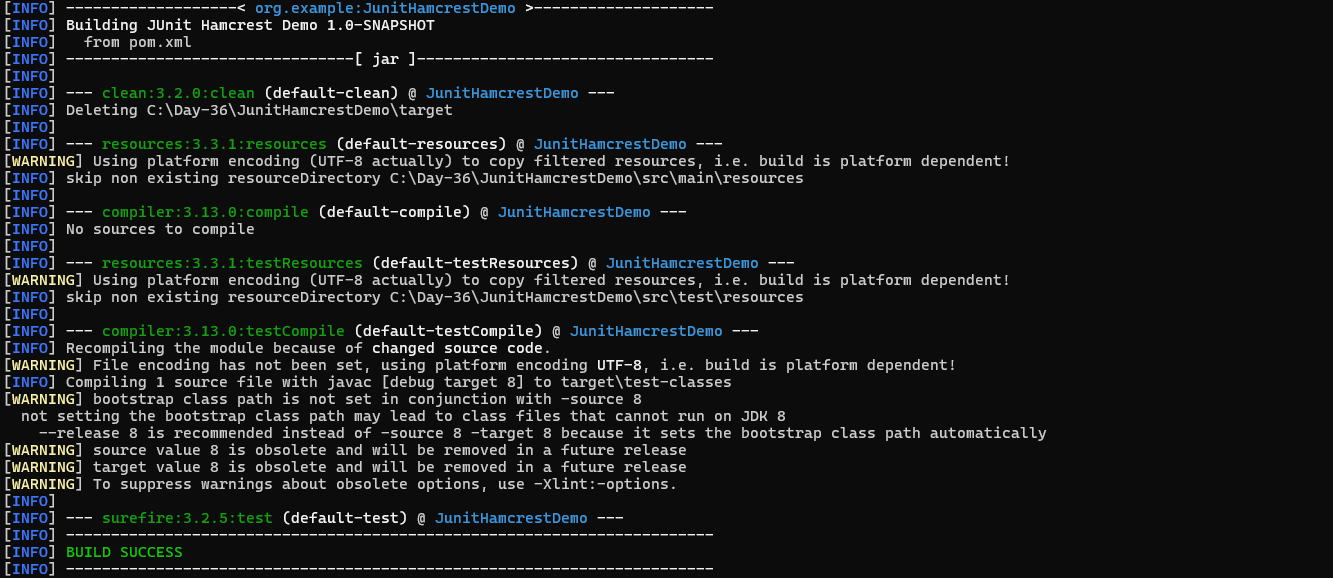 [INFO] -------------------< org.example:JunitHamcrestDemo >--------------------
[INFO] Building JUnit Hamcrest Demo 1.0-SNAPSHOT
[INFO]   from pom.xml
[INFO] --------------------------------[ jar ]---------------------------------
[INFO]
[INFO] --- clean:3.2.0:clean (default-clean) @ JunitHamcrestDemo ---
[INFO] Deleting C:\Day-36\JunitHamcrestDemo\target
[INFO]
[INFO] --- resources:3.3.1:resources (default-resources) @ JunitHamcrestDemo ---
[WARNING] Using platform encoding (UTF-8 actually) to copy filtered resources, i.e. build is platform dependent!
[INFO] skip non existing resourceDirectory C:\Day-36\JunitHamcrestDemo\src\main\resources
[INFO]
[INFO] --- compiler:3.13.0:compile (default-compile) @ JunitHamcrestDemo ---
[INFO] No sources to compile
[INFO]
[INFO] --- resources:3.3.1:testResources (default-testResources) @ JunitHamcrestDemo ---
[WARNING] Using platform encoding (UTF-8 actually) to copy filtered resources, i.e. build is platform dependent!
[INFO] skip non existing resourceDirectory C:\Day-36\JunitHamcrestDemo\src\test\resources
[INFO]
[INFO] --- compiler:3.13.0:testCompile (default-testCompile) @ JunitHamcrestDemo ---
[INFO] Recompiling the module because of changed source code.
[WARNING] File encoding has not been set, using platform encoding UTF-8, i.e. build is platform dependent!
[INFO] Compiling 1 source file with javac [debug target 8] to target\test-classes
[WARNING] bootstrap class path is not set in conjunction with -source 8
  not setting the bootstrap class path may lead to class files that cannot run on JDK 8
    --release 8 is recommended instead of -source 8 -target 8 because it sets the bootstrap class path automatically
[WARNING] source value 8 is obsolete and will be removed in a future release
[WARNING] target value 8 is obsolete and will be removed in a future release
[WARNING] To suppress warnings about obsolete options, use -Xlint:-options.
[INFO]
[INFO] --- surefire:3.2.5:test (default-test) @ JunitHamcrestDemo ---
[INFO] ------------------------------------------------------------------------
[INFO] BUILD SUCCESS
[INFO] ------------------------------------------------------------------------